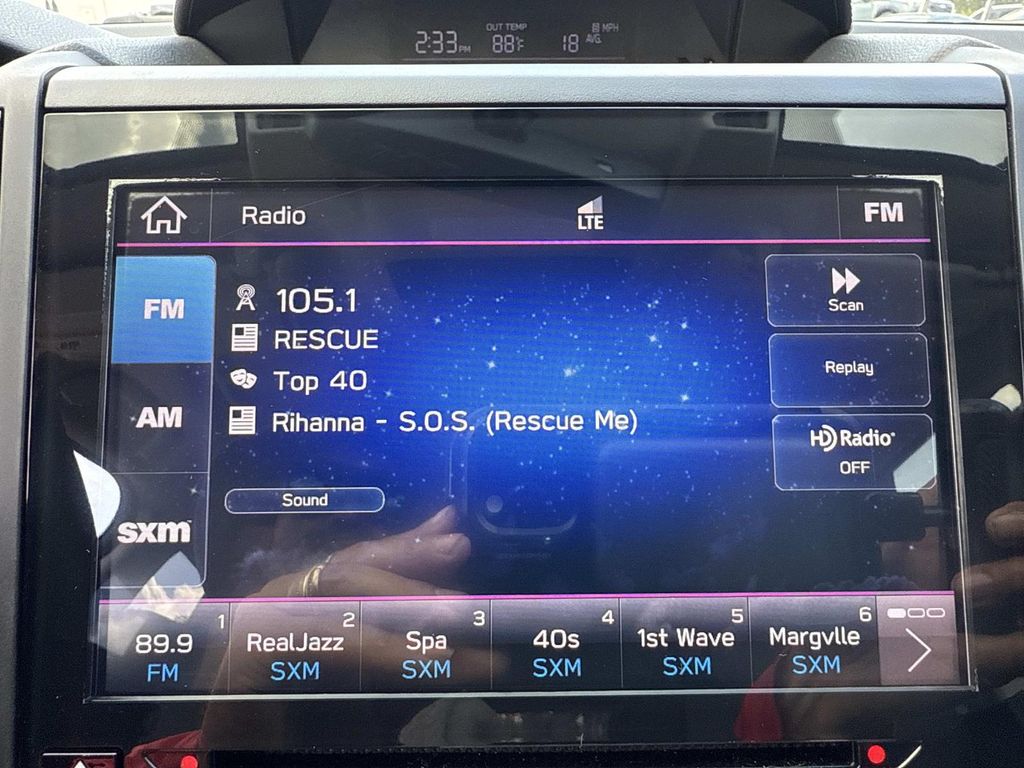 OUT TEMP MPH
2:33 PM 88°F 18 AVG.
Radio LTE FM
FM
AM
sxm
105.1
RESCUE
Top 40
Rihanna - S.O.S. (Rescue Me)
Sound
Scan
Replay
HD Radio
OFF
1
89.9
FM
2
RealJazz
SXM
3
Spa
SXM
4
40s
SXM
5
1st Wave
SXM
6
Margvlle
SXM